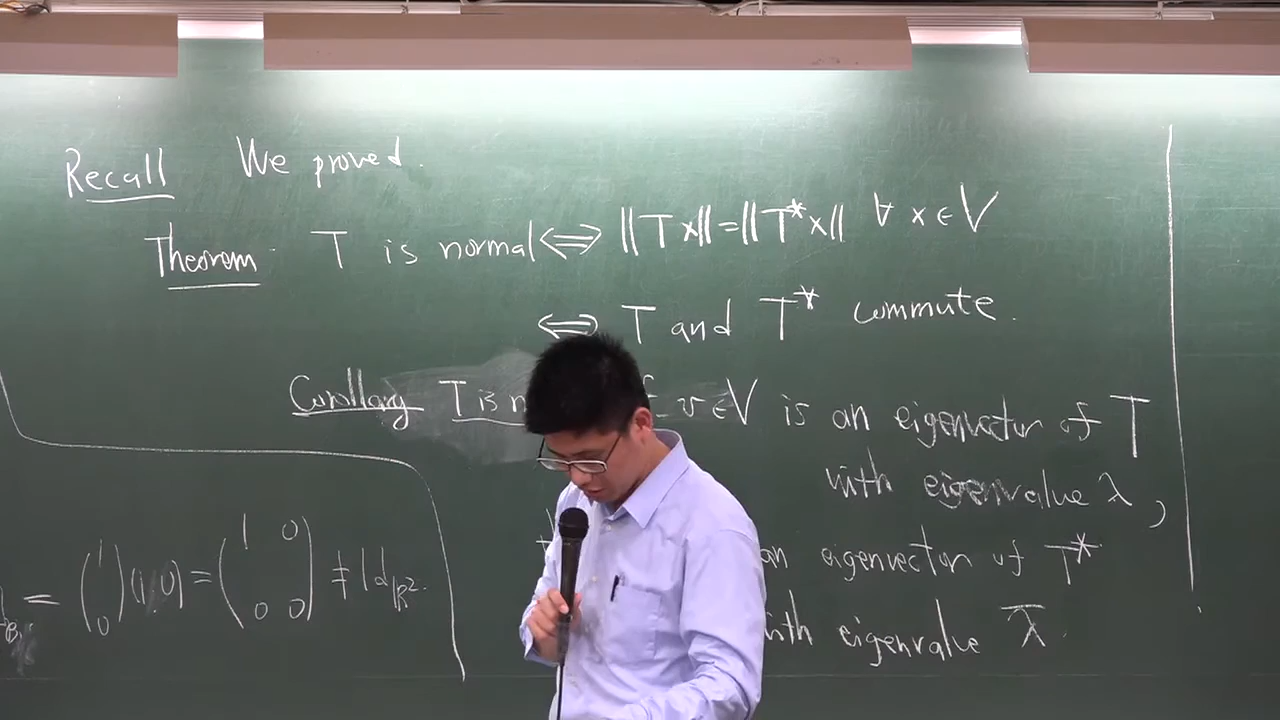 Recall We proved.
Theorem. T is normal ⟺ ||Tx|| = ||T*x|| ∀ x ∈ V
⟺ T and T* commute.
Corollary T is v ∈ V is an eigenvector of T
with eigenvalue λ,
an eigenvector of T*
with eigenvalue λ̄.
= (1 0)(1, 0) = (1 0 0 0) ≠ Id_ℝ².